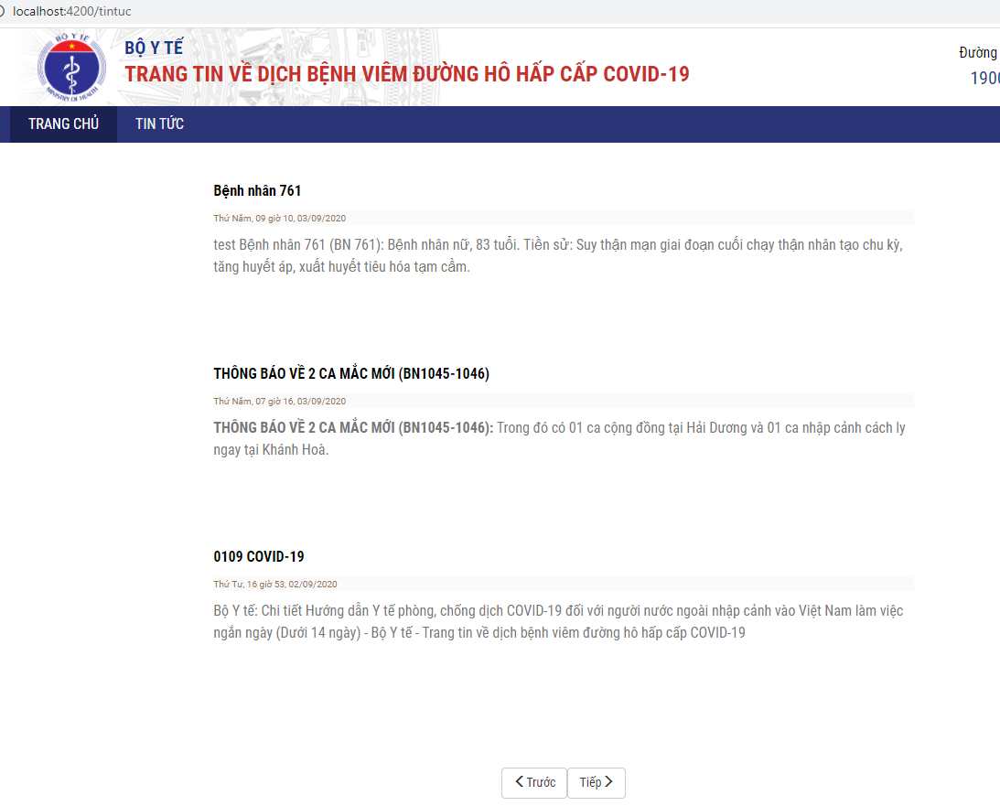 localhost:4200/tintuc
BỘ Y TẾ
MINISTRY OF HEALTH
BỘ Y TẾ
TRANG TIN VỀ DỊCH BỆNH VIÊM ĐƯỜNG HÔ HẤP CẤP COVID-19
Đường
1900
TRANG CHỦ TIN TỨC
Bệnh nhân 761
Thứ Năm, 09 giờ 10, 03/09/2020
test Bệnh nhân 761 (BN 761): Bệnh nhân nữ, 83 tuổi. Tiền sử: Suy thận mạn giai đoạn cuối chạy thận nhân tạo chu kỳ,
tăng huyết áp, xuất huyết tiêu hóa tạm cầm.
THÔNG BÁO VỀ 2 CA MẮC MỚI (BN1045-1046)
Thứ Năm, 07 giờ 16, 03/09/2020
THÔNG BÁO VỀ 2 CA MẮC MỚI (BN1045-1046): Trong đó có 01 ca cộng đồng tại Hải Dương và 01 ca nhập cảnh cách ly
ngay tại Khánh Hoà.
0109 COVID-19
Thứ Tư, 16 giờ 53, 02/09/2020
Bộ Y tế: Chi tiết Hướng dẫn Y tế phòng, chống dịch COVID-19 đối với người nước ngoài nhập cảnh vào Việt Nam làm việc
ngắn ngày (Dưới 14 ngày) - Bộ Y tế - Trang tin về dịch bệnh viêm đường hô hấp cấp COVID-19
Trước Tiếp